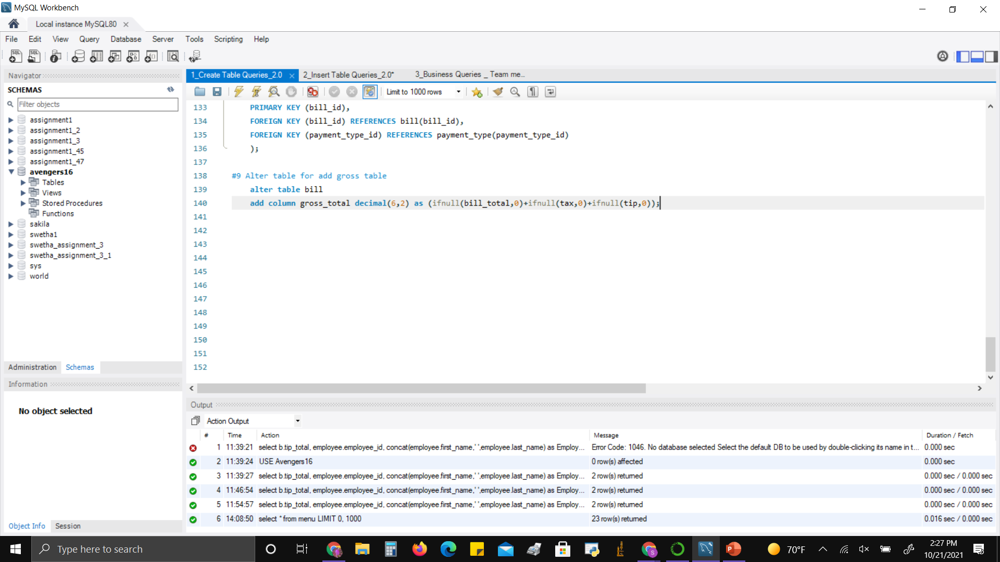 MySQL Workbench
Local instance MySQL80
File Edit View Query Database Server Tools Scripting Help
Navigator
SCHEMAS
Filter objects
assignment1
assignment1_2
assignment1_3
assignment1_45
assignment1_47
avengers16
Tables
Views
Stored Procedures
Functions
sakila
swetha1
swetha_assignment_3
swetha_assignment_3_1
sys
world
Administration Schemas
Information
No object selected
Object Info Session
1_Create Table Queries_2.0 2_Insert Table Queries_2.0* 3_Business Queries _ Team me...
Limit to 1000 rows
133 PRIMARY KEY (bill_id),
134 FOREIGN KEY (bill_id) REFERENCES bill(bill_id),
135 FOREIGN KEY (payment_type_id) REFERENCES payment_type(payment_type_id)
136 );
137
138 #9 Alter table for add gross table
139 alter table bill
140 add column gross_total decimal(6,2) as (ifnull(bill_total,0)+ifnull(tax,0)+ifnull(tip,0));
141
142
143
144
145
146
147
148
149
150
151
152
Output
Action Output
# Time Action Message Duration / Fetch
1 11:39:21 select b.tip_total, employee.employee_id, concat(employee.first_name,' ',employee.last_name) as Employ... Error Code: 1046. No database selected Select the default DB to be used by double-clicking its name in t... 0.000 sec
2 11:39:24 USE Avengers16 0 row(s) affected 0.000 sec
3 11:39:27 select b.tip_total, employee.employee_id, concat(employee.first_name,' ',employee.last_name) as Employ... 2 row(s) returned 0.000 sec / 0.000 sec
4 11:46:54 select b.tip_total, employee.employee_id, concat(employee.first_name,' ',employee.last_name) as Employ... 2 row(s) returned 0.000 sec / 0.000 sec
5 11:54:57 select b.tip_total, employee.employee_id, concat(employee.first_name,' ',employee.last_name) as Employ... 2 row(s) returned 0.000 sec / 0.000 sec
6 14:08:50 select * from menu LIMIT 0, 1000 23 row(s) returned 0.016 sec / 0.000 sec
Type here to search
70°F
2:27 PM
10/21/2021